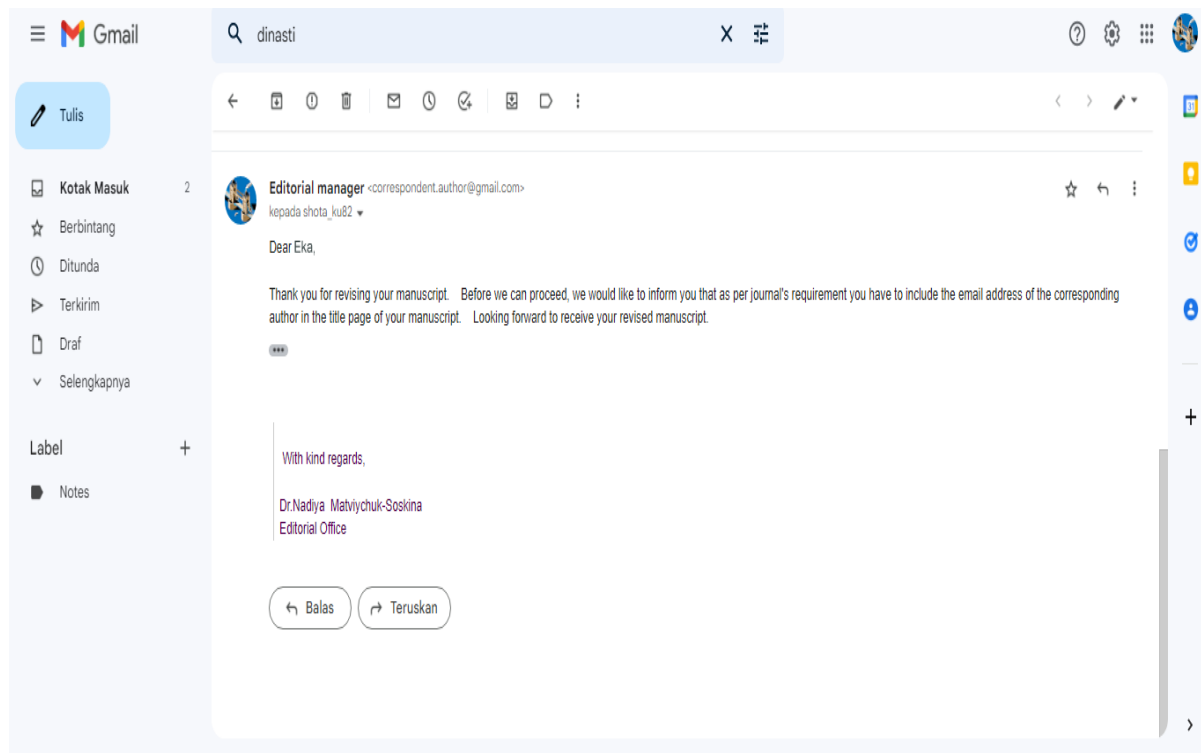 Gmail
dinasti
Tulis
Kotak Masuk 2
Berbintang
Ditunda
Terkirim
Draf
Selengkapnya
Label
Notes
31
Editorial manager <correspondent.author@gmail.com>
kepada shota_ku82
Dear Eka,
Thank you for revising your manuscript. Before we can proceed, we would like to inform you that as per journal's requirement you have to include the email address of the corresponding
author in the title page of your manuscript. Looking forward to receive your revised manuscript.
With kind regards,
Dr.Nadiya Matviychuk-Soskina
Editorial Office
Balas
Teruskan